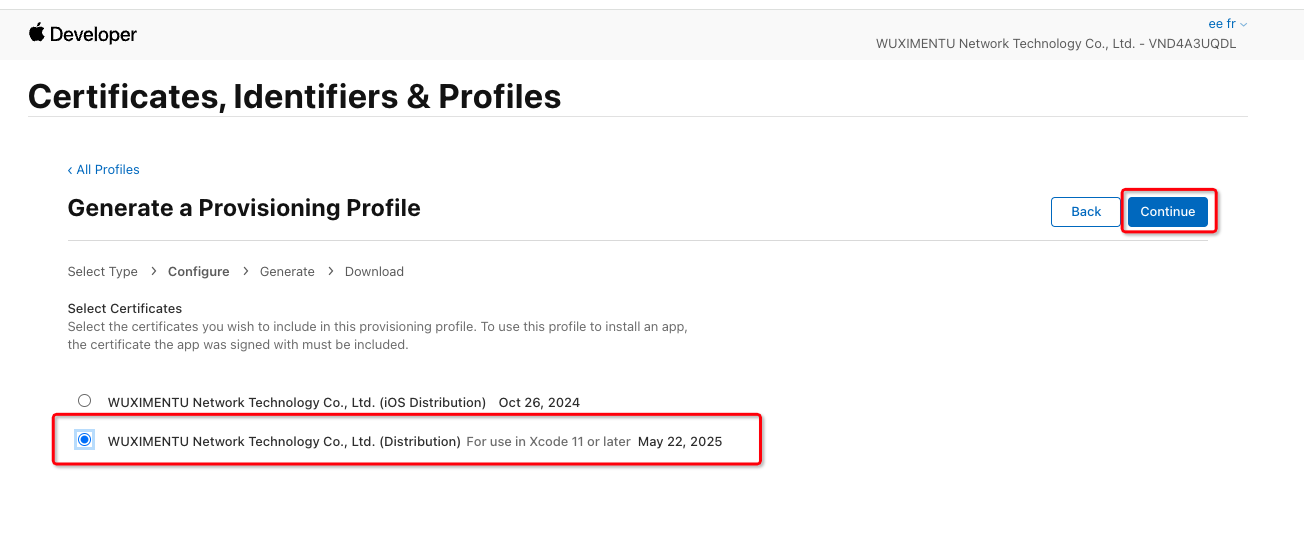 Developer
ee fr
WUXIMENTU Network Technology Co., Ltd. - VND4A3UQDL
Certificates, Identifiers & Profiles
‹ All Profiles
Generate a Provisioning Profile
Back
Continue
Select Type > Configure > Generate > Download
Select Certificates
Select the certificates you wish to include in this provisioning profile. To use this profile to install an app,
the certificate the app was signed with must be included.
WUXIMENTU Network Technology Co., Ltd. (iOS Distribution) Oct 26, 2024
WUXIMENTU Network Technology Co., Ltd. (Distribution) For use in Xcode 11 or later May 22, 2025